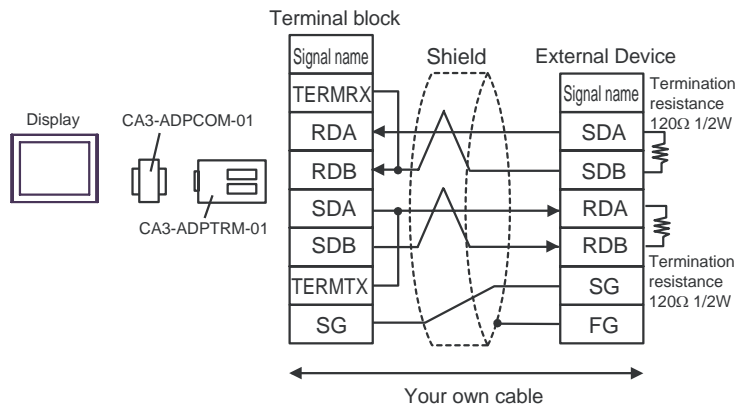 Terminal block
Signal name
Shield
External Device
TERMRX
Signal name
Termination
resistance
120Ω 1/2W
Display
CA3-ADPCOM-01
RDA
SDA
RDB
SDB
CA3-ADPTRM-01
SDA
RDA
SDB
RDB
Termination
resistance
120Ω 1/2W
TERMTX
SG
SG
FG
Your own cable